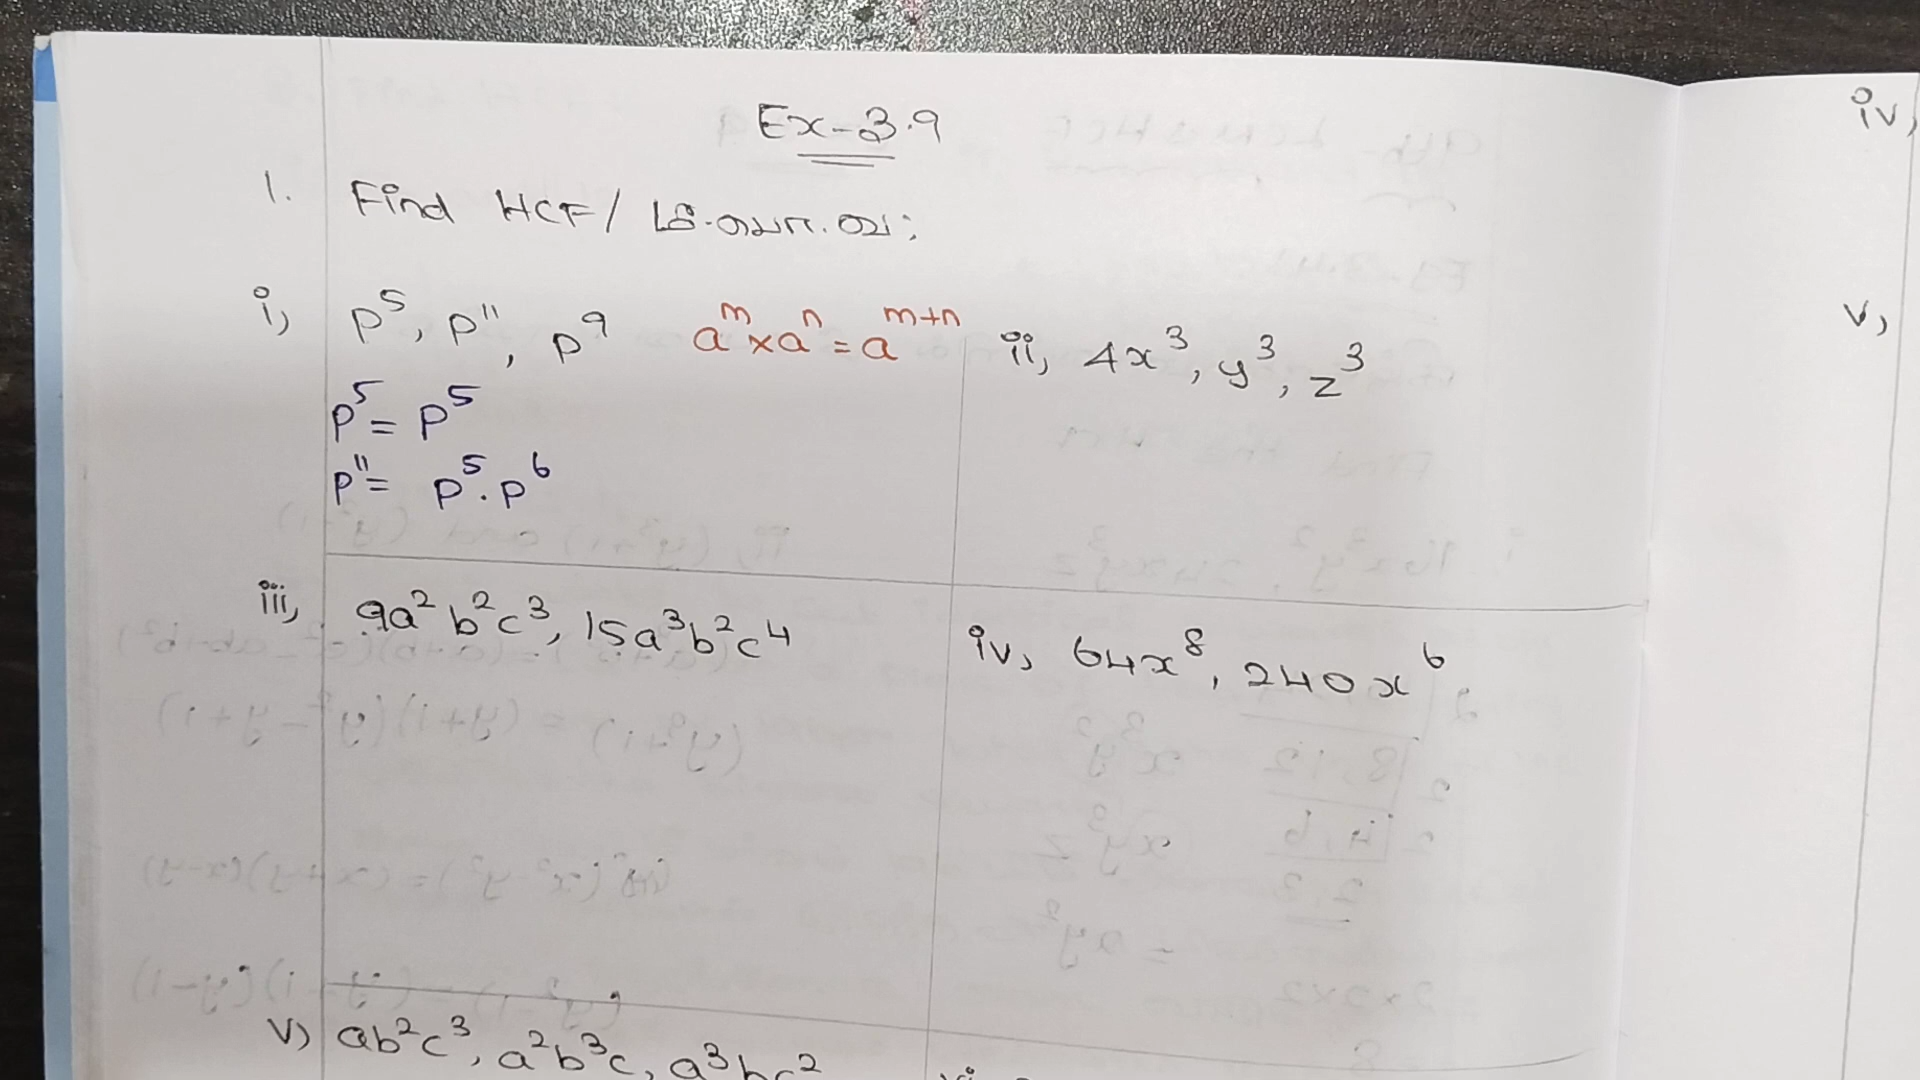 Ex-3.9
1. Find HCF / மீ.பொ.வ:
i, p⁵, p¹¹, p⁹ aᵐ × aⁿ = aᵐ⁺ⁿ
ii, 4x³, y³, z³
p⁵ = p⁵
p¹¹ = p⁵.p⁶
iii, 9a²b²c³, 15a³b²c⁴
iv, 64x⁸, 240x⁶
v) ab²c³, a²b³c, a³bc²
iv,
v,